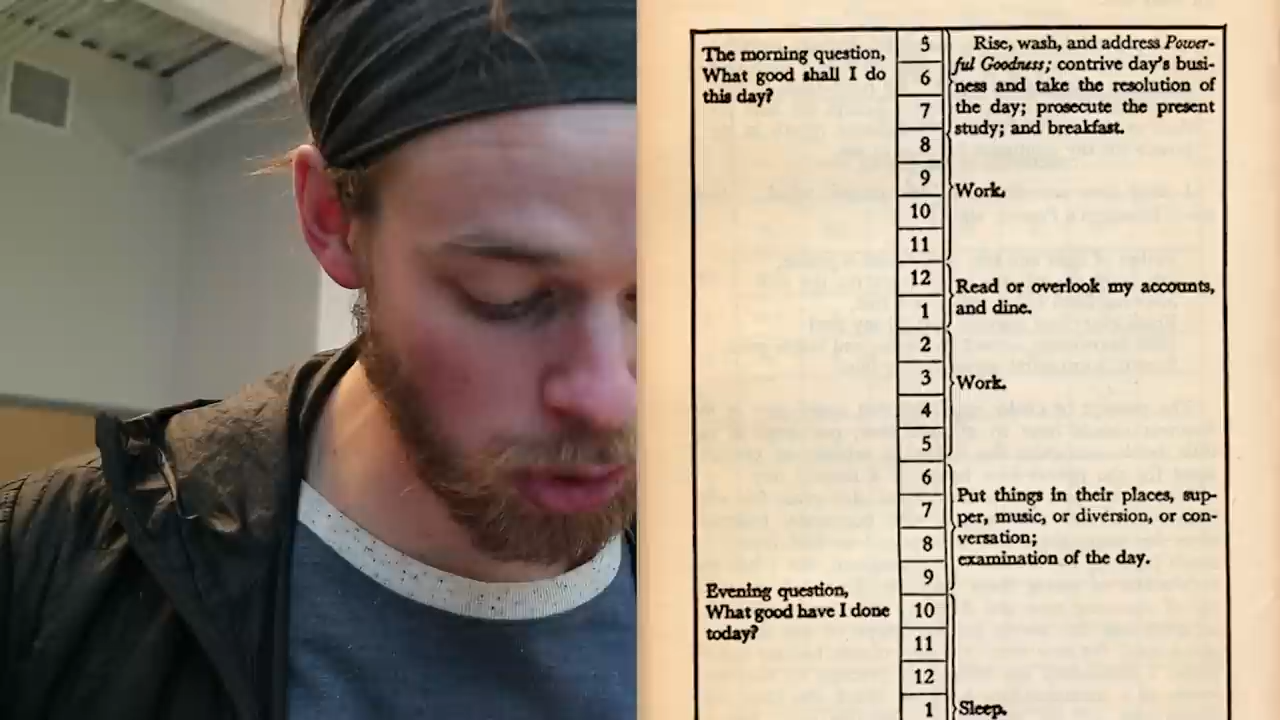 The morning question,
What good shall I do
this day?
5
6
7
8
9
10
11
12
1
2
3
4
5
6
7
8
9
10
11
12
1
Rise, wash, and address Power-
ful Goodness; contrive day's busi-
ness and take the resolution of
the day; prosecute the present
study; and breakfast.
Work.
Read or overlook my accounts,
and dine.
Work.
Put things in their places, sup-
per, music, or diversion, or con-
versation;
examination of the day.
Evening question,
What good have I done
today?
Sleep.